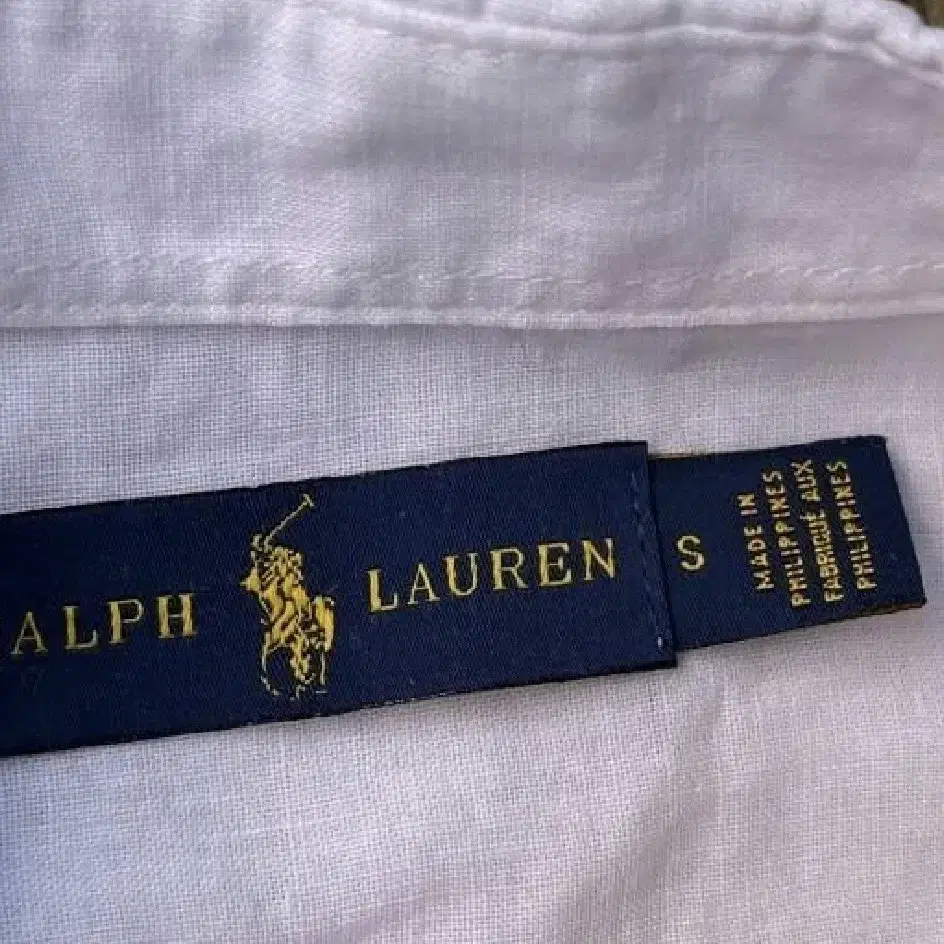 ALPH LAUREN
S
MADE IN
PHILIPPINES
FABRIQUÉ AUX
PHILIPPINES